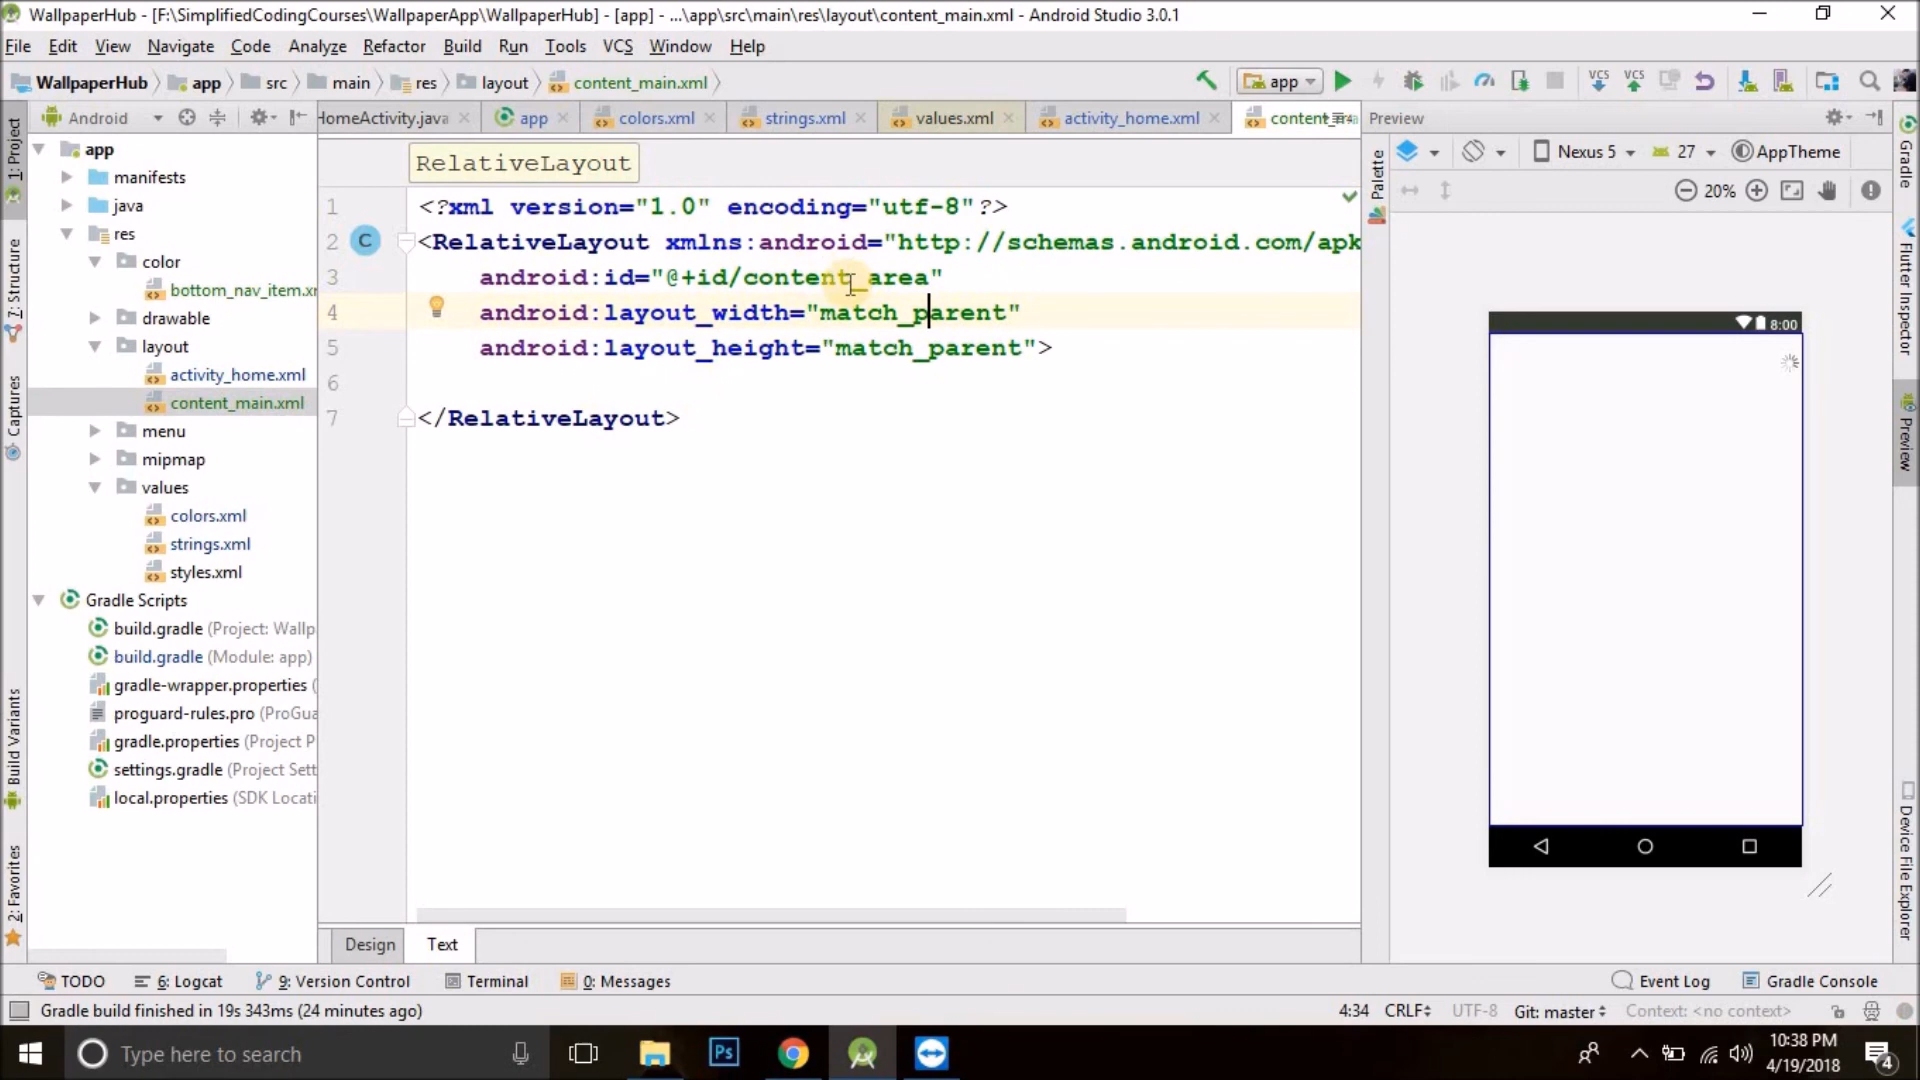 WallpaperHub - [F:\SimplifiedCodingCourses\WallpaperApp\WallpaperHub] - [app] - ...\app\src\main\res\layout\content_main.xml - Android Studio 3.0.1
File Edit View Navigate Code Analyze Refactor Build Run Tools VCS Window Help
WallpaperHub app src main res layout content_main.xml app VCS VCS
Android HomeActivity.java app colors.xml strings.xml values.xml activity_home.xml Preview
Nexus 5 27 AppTheme
20%
1: Project
7: Structure
Captures
Build Variants
2: Favorites
app
manifests
java
res
color
bottom_nav_item.xm
drawable
layout
activity_home.xml
content_main.xml
menu
mipmap
values
colors.xml
strings.xml
styles.xml
Gradle Scripts
build.gradle (Project: Wallp
build.gradle (Module: app)
gradle-wrapper.properties (
proguard-rules.pro (ProGua
gradle.properties (Project P
settings.gradle (Project Sett
local.properties (SDK Locati
RelativeLayout
1 <?xml version="1.0" encoding="utf-8"?>
2 C <RelativeLayout xmlns:android="http://schemas.android.com/apk
3 android:id="@+id/content_area"
4 android:layout_width="match_parent"
5 android:layout_height="match_parent">
6
7 </RelativeLayout>
Palette
8:00
Gradle
Flutter Inspector
Preview
Device File Explorer
Design Text
TODO 6: Logcat 9: Version Control Terminal 0: Messages Event Log Gradle Console
Gradle build finished in 19s 343ms (24 minutes ago) 4:34 CRLF UTF-8 Git: master Context: <no context>
Type here to search Ps 10:38 PM
4/19/2018 4